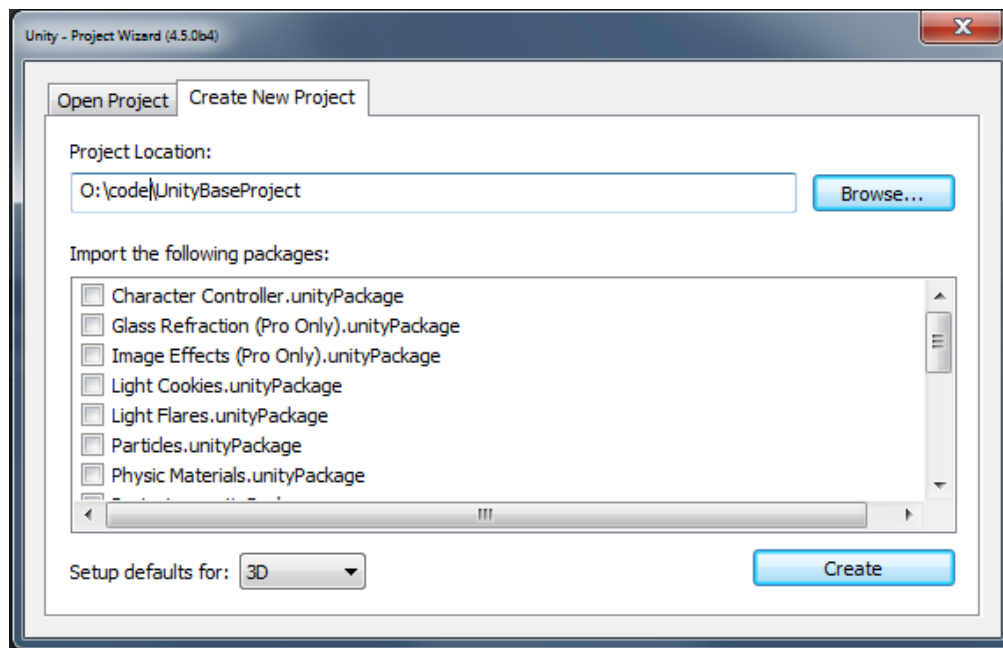 Unity - Project Wizard (4.5.0b4)
Open Project
Create New Project
Project Location:
O:\code\UnityBaseProject
Browse...
Import the following packages:
Character Controller.unityPackage
Glass Refraction (Pro Only).unityPackage
Image Effects (Pro Only).unityPackage
Light Cookies.unityPackage
Light Flares.unityPackage
Particles.unityPackage
Physic Materials.unityPackage
Setup defaults for: 3D
Create